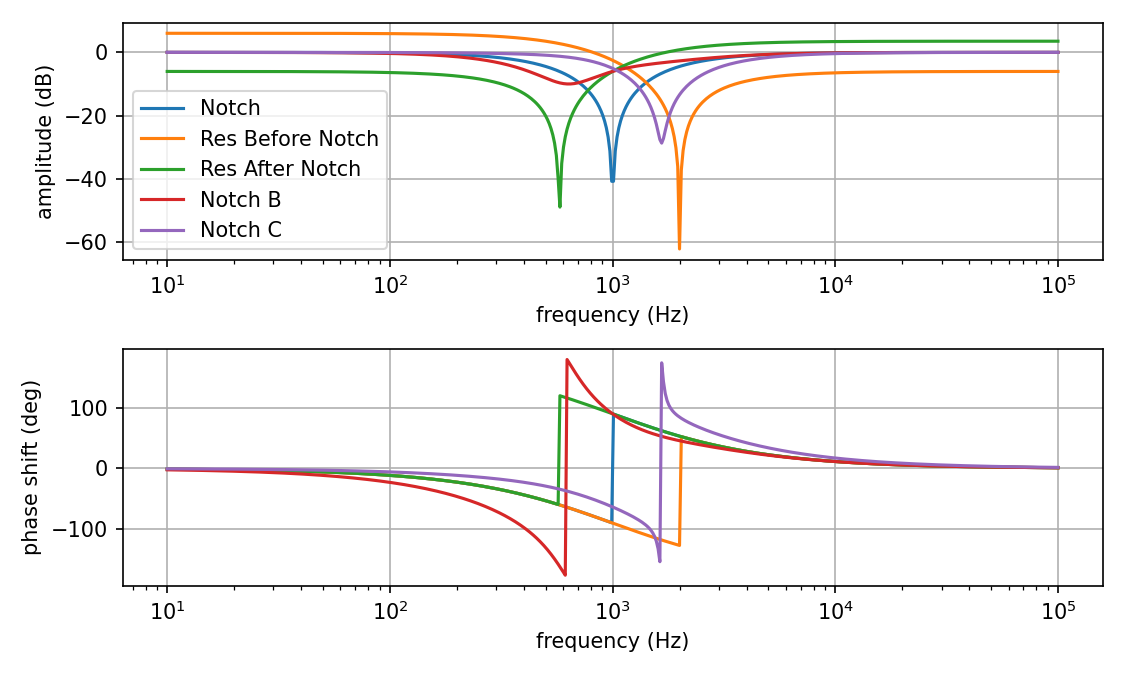 0
−20
−40
−60
amplitude (dB)
Notch
Res Before Notch
Res After Notch
Notch B
Notch C
10¹
10²
10³
10⁴
10⁵
frequency (Hz)
100
0
−100
phase shift (deg)
10¹
10²
10³
10⁴
10⁵
frequency (Hz)